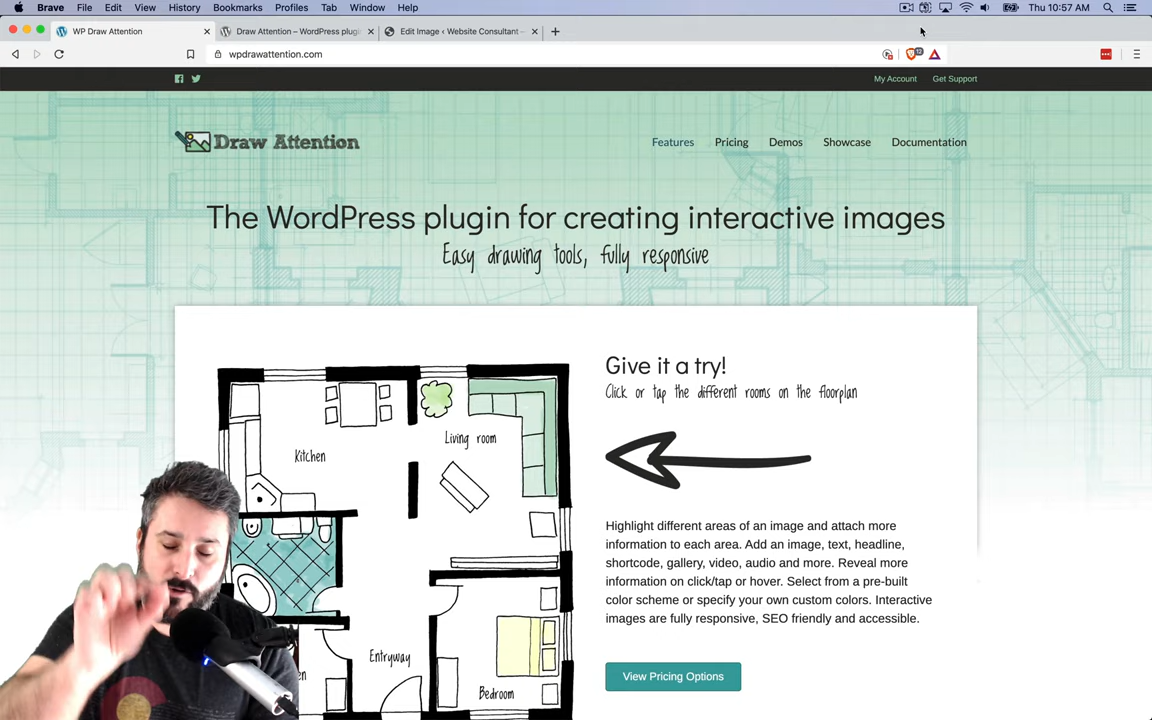 Brave File Edit View History Bookmarks Profiles Tab Window Help
Thu 10:57 AM
WP Draw Attention
Draw Attention – WordPress plugi
Edit Image ‹ Website Consultant –
wpdrawattention.com
12
My Account Get Support
Draw Attention
Features Pricing Demos Showcase Documentation
The WordPress plugin for creating interactive images
Easy drawing tools, fully responsive
Give it a try!
Click or tap the different rooms on the floorplan
Living room
Kitchen
Highlight different areas of an image and attach more
information to each area. Add an image, text, headline,
shortcode, gallery, video, audio and more. Reveal more
information on click/tap or hover. Select from a pre-built
color scheme or specify your own custom colors. Interactive
images are fully responsive, SEO friendly and accessible.
Entryway
en
Bedroom
View Pricing Options